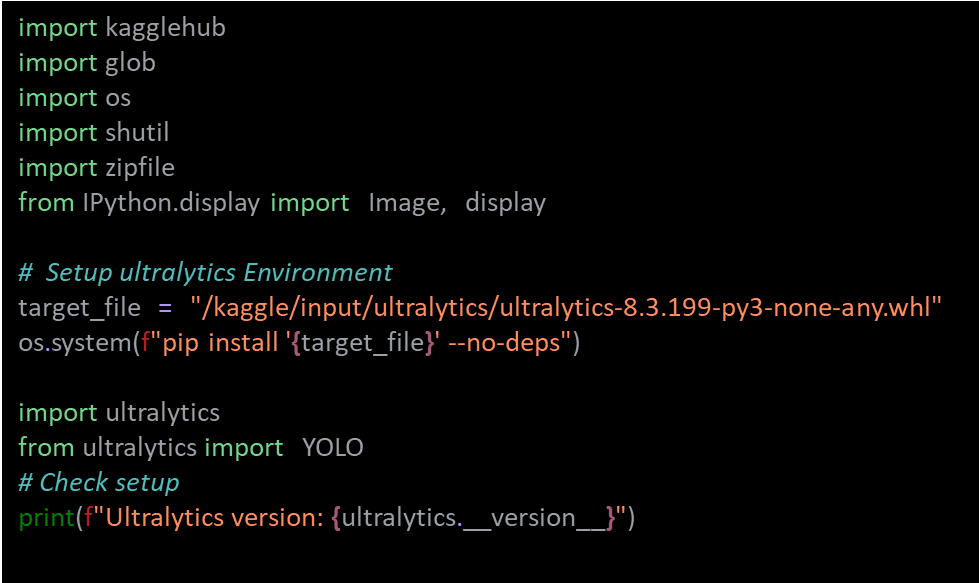 import kagglehub
import glob
import os
import shutil
import zipfile
from IPython.display import Image, display
# Setup ultralytics Environment
target_file = "/kaggle/input/ultralytics/ultralytics-8.3.199-py3-none-any.whl"
os.system(f"pip install '{target_file}' --no-deps")
import ultralytics
from ultralytics import YOLO
# Check setup
print(f"Ultralytics version: {ultralytics.__version__}")